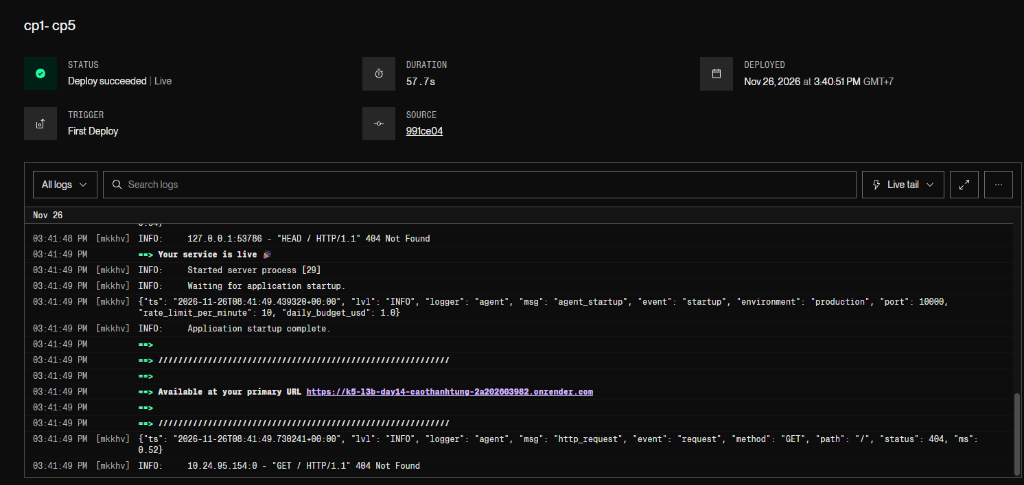 cp1- cp5
STATUS
Deploy succeeded | Live
DURATION
57.7s
DEPLOYED
Nov 26, 2026 at 3:40:51 PM GMT+7
TRIGGER
First Deploy
SOURCE
991ce04
All logs
Search logs
Live tail
Nov 26
03:41:48 PM [mkkhv] INFO: 127.0.0.1:53786 - "HEAD / HTTP/1.1" 404 Not Found
03:41:49 PM ==> Your service is live 🎉
03:41:49 PM [mkkhv] INFO: Started server process [29]
03:41:49 PM [mkkhv] INFO: Waiting for application startup.
03:41:49 PM [mkkhv] {"ts": "2026-11-26T08:41:49.439320+00:00", "lvl": "INFO", "logger": "agent", "msg": "agent_startup", "event": "startup", "environment": "production", "port": 10000,
"rate_limit_per_minute": 10, "daily_budget_usd": 1.0}
03:41:49 PM [mkkhv] INFO: Application startup complete.
03:41:49 PM ==>
03:41:49 PM ==> ///////////////////////////////////////////////////////////
03:41:49 PM ==>
03:41:49 PM ==> Available at your primary URL https://k5-l3b-day14-caothanhtung-2a202603982.onrender.com
03:41:49 PM ==>
03:41:49 PM ==> ///////////////////////////////////////////////////////////
03:41:49 PM [mkkhv] {"ts": "2026-11-26T08:41:49.730241+00:00", "lvl": "INFO", "logger": "agent", "msg": "http_request", "event": "request", "method": "GET", "path": "/", "status": 404, "ms":
0.52}
03:41:49 PM [mkkhv] INFO: 10.24.95.154:0 - "GET / HTTP/1.1" 404 Not Found